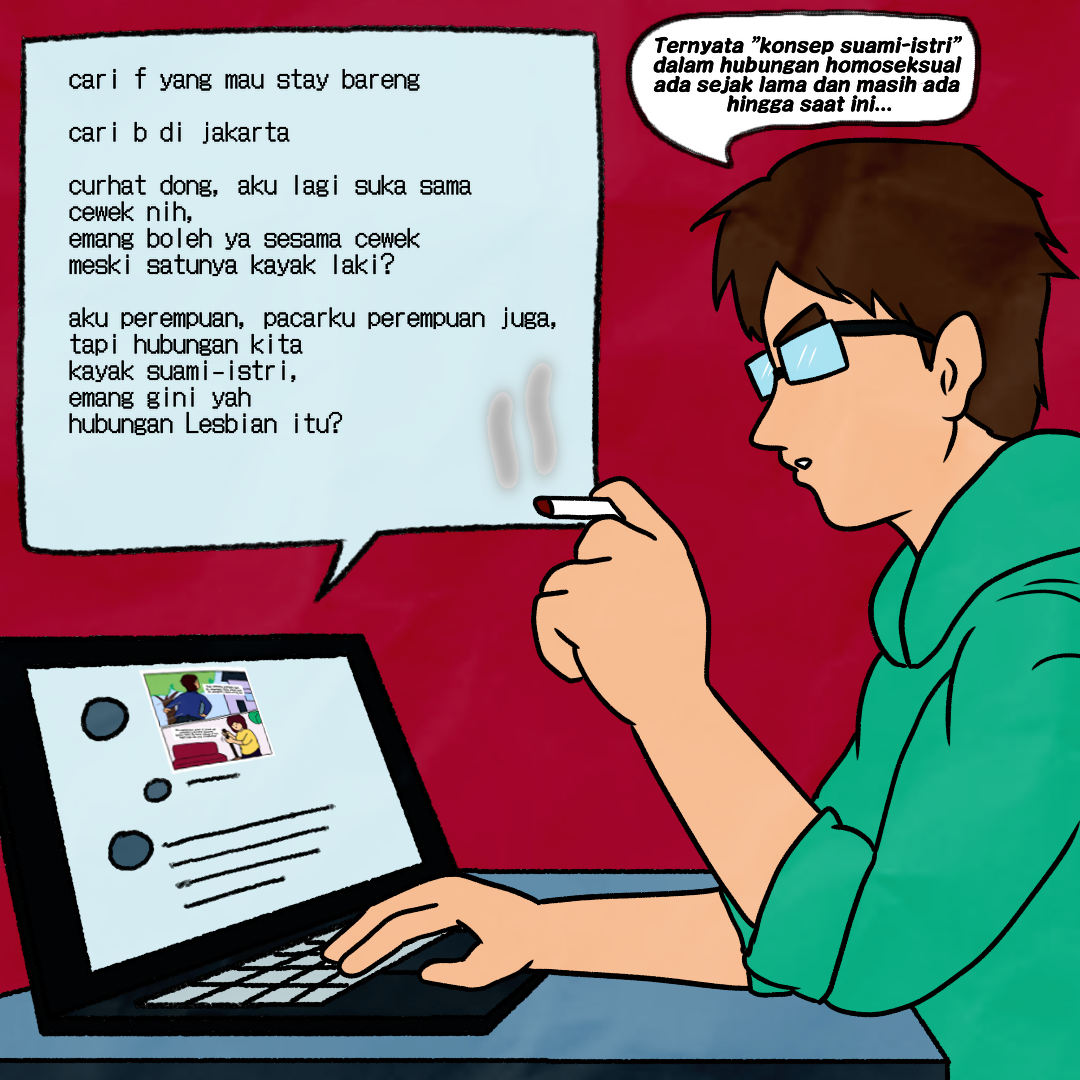 cari f yang mau stay bareng
cari b di jakarta
curhat dong, aku lagi suka sama
cewek nih,
emang boleh ya sesama cewek
meski satunya kayak laki?
aku perempuan, pacarku perempuan juga,
tapi hubungan kita
kayak suami-istri,
emang gini yah
hubungan Lesbian itu?
Ternyata "konsep suami-istri"
dalam hubungan homoseksual
ada sejak lama dan masih ada
hingga saat ini...